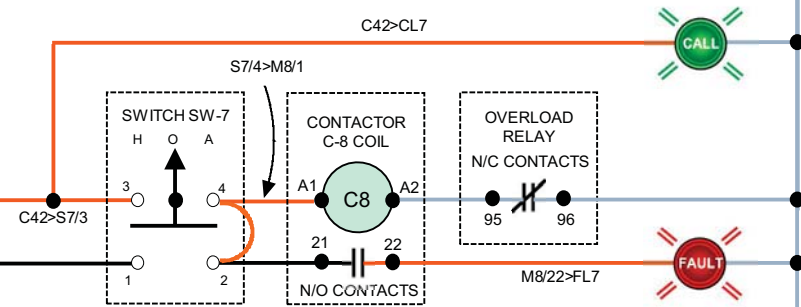 C42>CL7
CALL
S7/4>M8/1
SWITCH SW-7
H O A
CONTACTOR
C-8 COIL
OVERLOAD
RELAY
N/C CONTACTS
3
4
A1
C8
A2
95
96
C42>S7/3
21
22
1
2
N/O CONTACTS
M8/22>FL7
FAULT